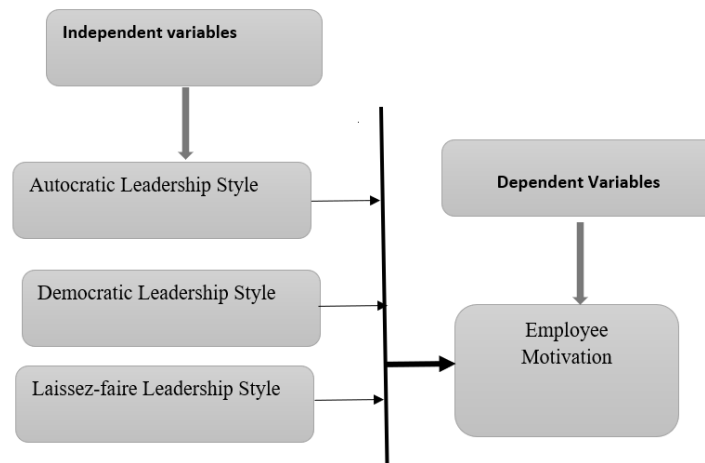 Independent variables
Autocratic Leadership Style
Democratic Leadership Style
Laissez-faire Leadership Style
Dependent Variables
Employee
Motivation